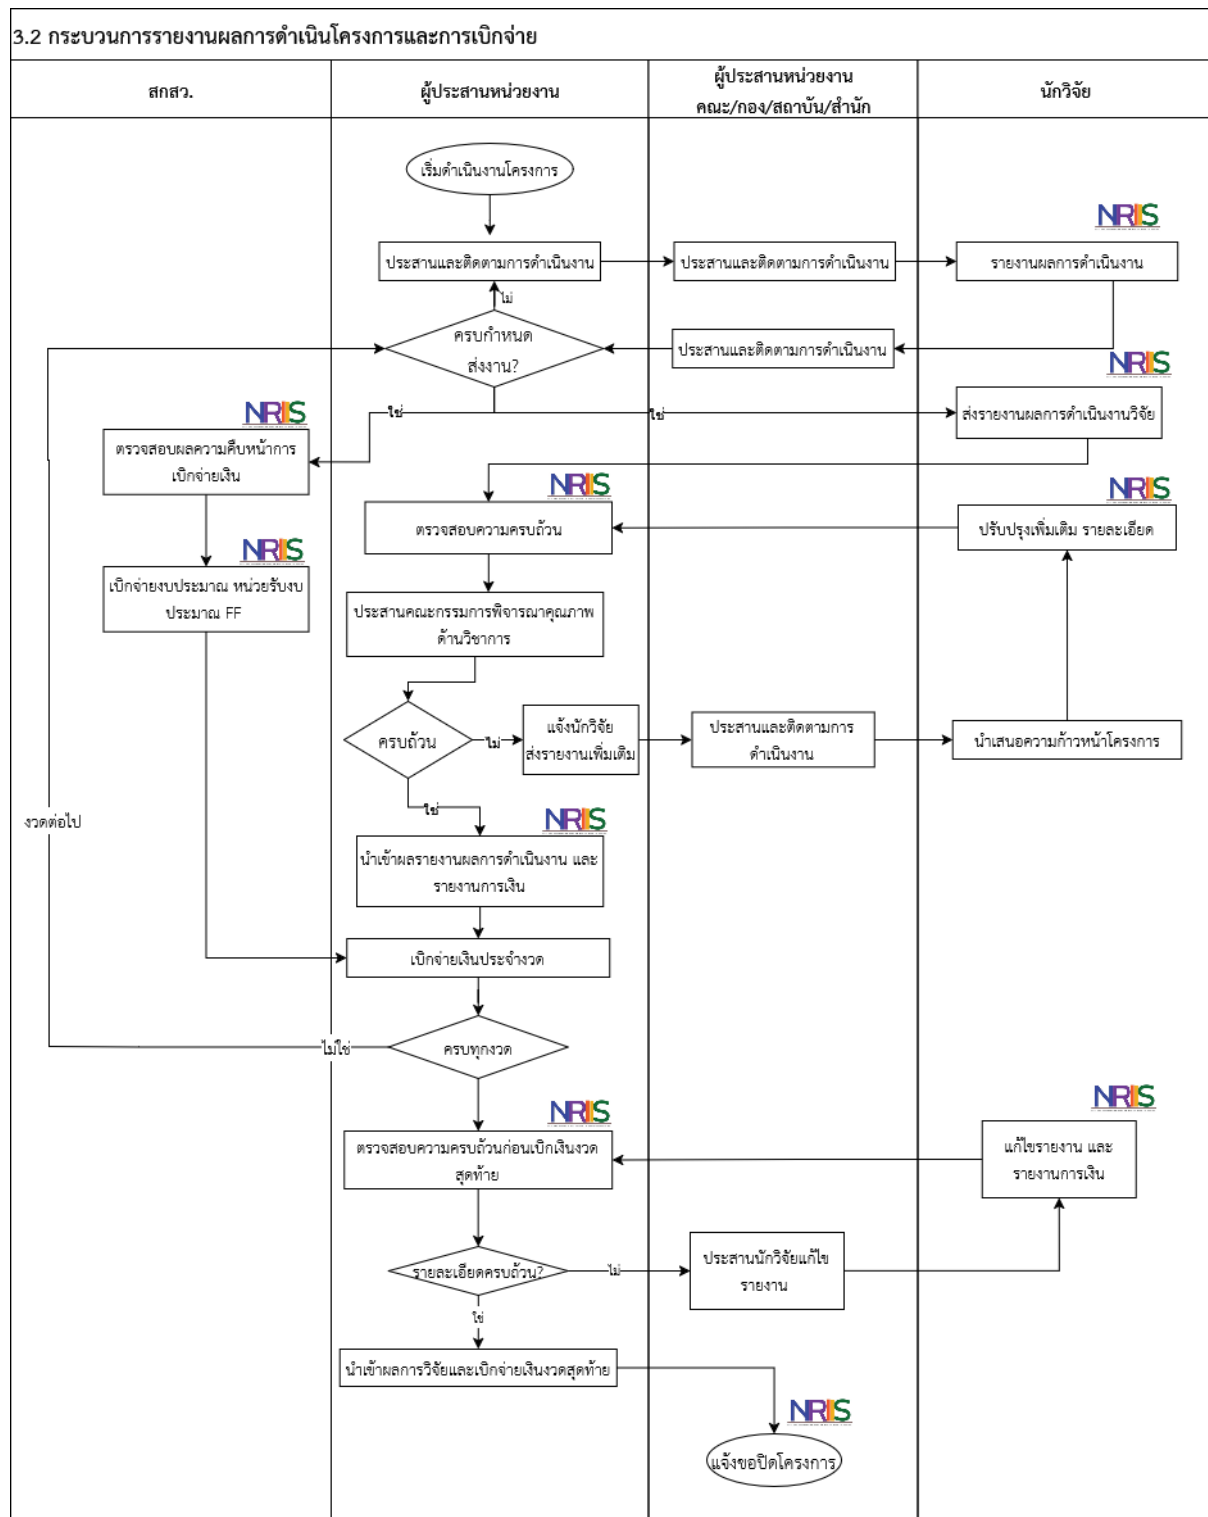 3.2 กระบวนการรายงานผลการดำเนินโครงการและการเบิกจ่าย
สกสว.
ผู้ประสานหน่วยงาน
ผู้ประสานหน่วยงาน
คณะ/กอง/สถาบัน/สำนัก
นักวิจัย
เริ่มดำเนินงานโครงการ
NRIIS
ประสานและติดตามการดำเนินงาน
ประสานและติดตามการดำเนินงาน
รายงานผลการดำเนินงาน
ไม่
ครบกำหนด
ส่งงาน?
ประสานและติดตามการดำเนินงาน
NRIIS
ใช่
ใช่
ส่งรายงานผลการดำเนินงานวิจัย
NRIIS
ตรวจสอบผลความคืบหน้าการ
เบิกจ่ายเงิน
NRIIS
ตรวจสอบความครบถ้วน
NRIIS
ปรับปรุงเพิ่มเติม รายละเอียด
NRIIS
เบิกจ่ายงบประมาณ หน่วยรับงบ
ประมาณ FF
ประสานคณะกรรมการพิจารณาคุณภาพ
ด้านวิชาการ
ครบถ้วน
ไม่
แจ้งนักวิจัย
ส่งรายงานเพิ่มเติม
ประสานและติดตามการ
ดำเนินงาน
นำเสนอความก้าวหน้าโครงการ
ใช่
งวดต่อไป
NRIIS
นำเข้าผลรายงานผลการดำเนินงาน และ
รายงานการเงิน
เบิกจ่ายเงินประจำงวด
ไม่ใช่
ครบทุกงวด
NRIIS
ตรวจสอบความครบถ้วนก่อนเบิกเงินงวด
สุดท้าย
NRIIS
แก้ไขรายงาน และ
รายงานการเงิน
รายละเอียดครบถ้วน?
ไม่
ประสานนักวิจัยแก้ไข
รายงาน
ใช่
นำเข้าผลการวิจัยและเบิกจ่ายเงินงวดสุดท้าย
NRIIS
แจ้งขอปิดโครงการ